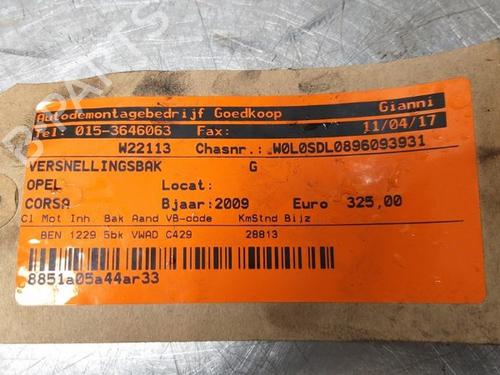 B-PARTS
Autodemontagebedrijf Goedkoop Gianni
Tel: 015-3646063 Fax: 11/04/17
W22113 Chasnr.: W0L0SDL0896093931
VERSNELLINGSBAK G
OPEL Locat:
CORSA Bjaar:2009 Euro 325,00
Cl Mot Inh Bak Aand VB-code KmStnd Bijz
BEN 1229 5bk VWAD C429 28813
8851a05a44ar33